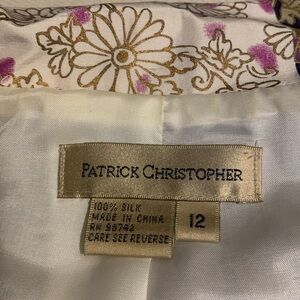 PATRICK CHRISTOPHER
100% SILK
MADE IN CHINA
RN 98742
CARE SEE REVERSE
12